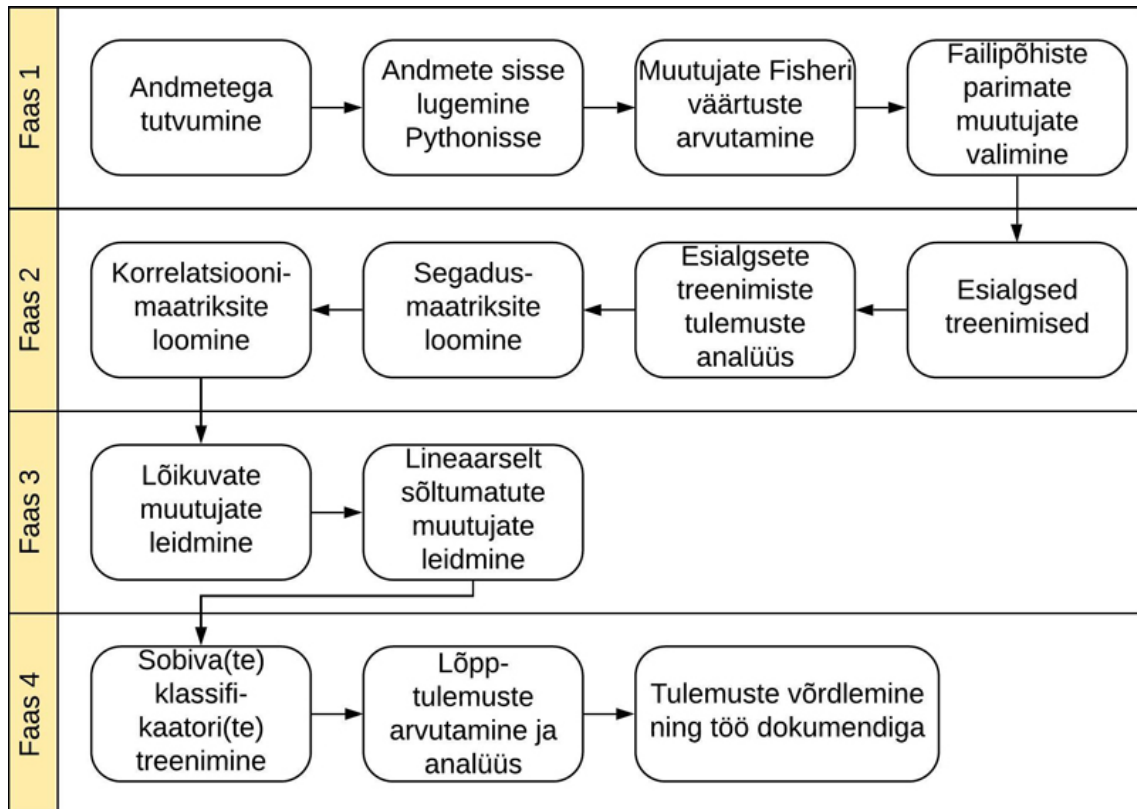 Faas 1
Andmetega
tutvumine
Andmete sisse
lugemine
Pythonisse
Muutujate Fisheri
väärtuste
arvutamine
Failipõhiste
parimate
muutujate
valimine
Faas 2
Korrelatsiooni-
maatriksite
loomine
Segadus-
maatriksite
loomine
Esialgsete
treenimiste
tulemuste
analüüs
Esialgsed
treenimised
Faas 3
Lõikuvate
muutujate
leidmine
Lineaarselt
sõltumatute
muutujate
leidmine
Faas 4
Sobiva(te)
klassifi-
kaatori(te)
treenimine
Lõpp-
tulemuste
arvutamine ja
analüüs
Tulemuste võrdlemine
ning töö dokumendiga